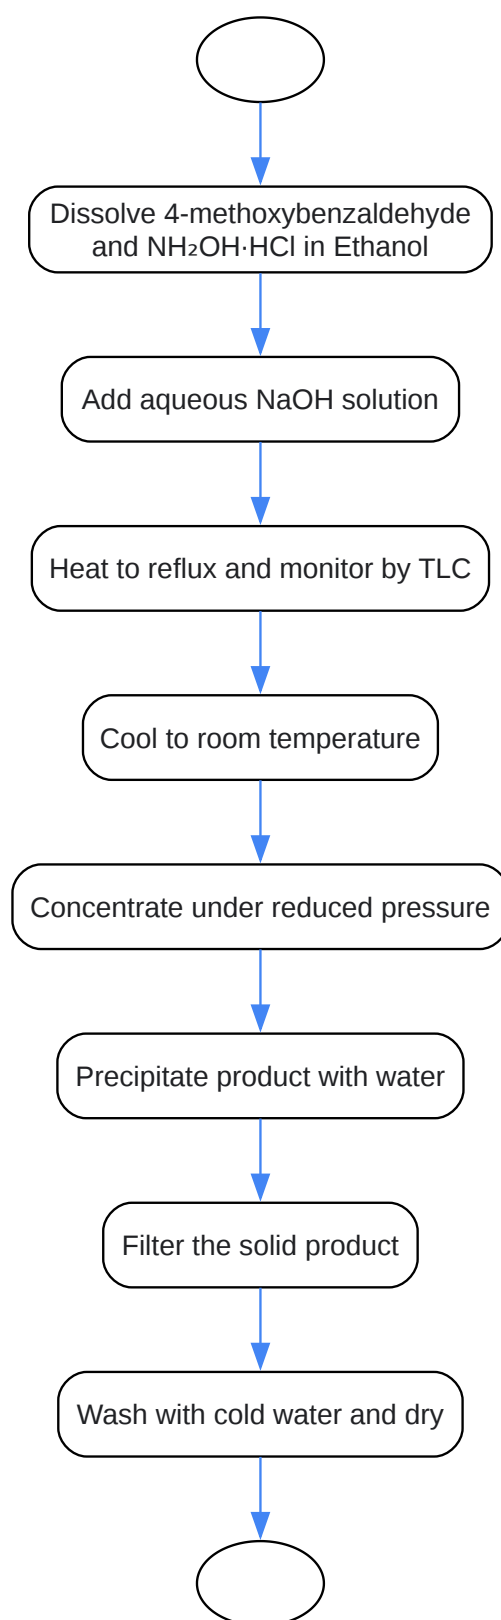 Dissolve 4-methoxybenzaldehyde
and NH₂OH·HCl in Ethanol
Add aqueous NaOH solution
Heat to reflux and monitor by TLC
Cool to room temperature
Concentrate under reduced pressure
Precipitate product with water
Filter the solid product
Wash with cold water and dry